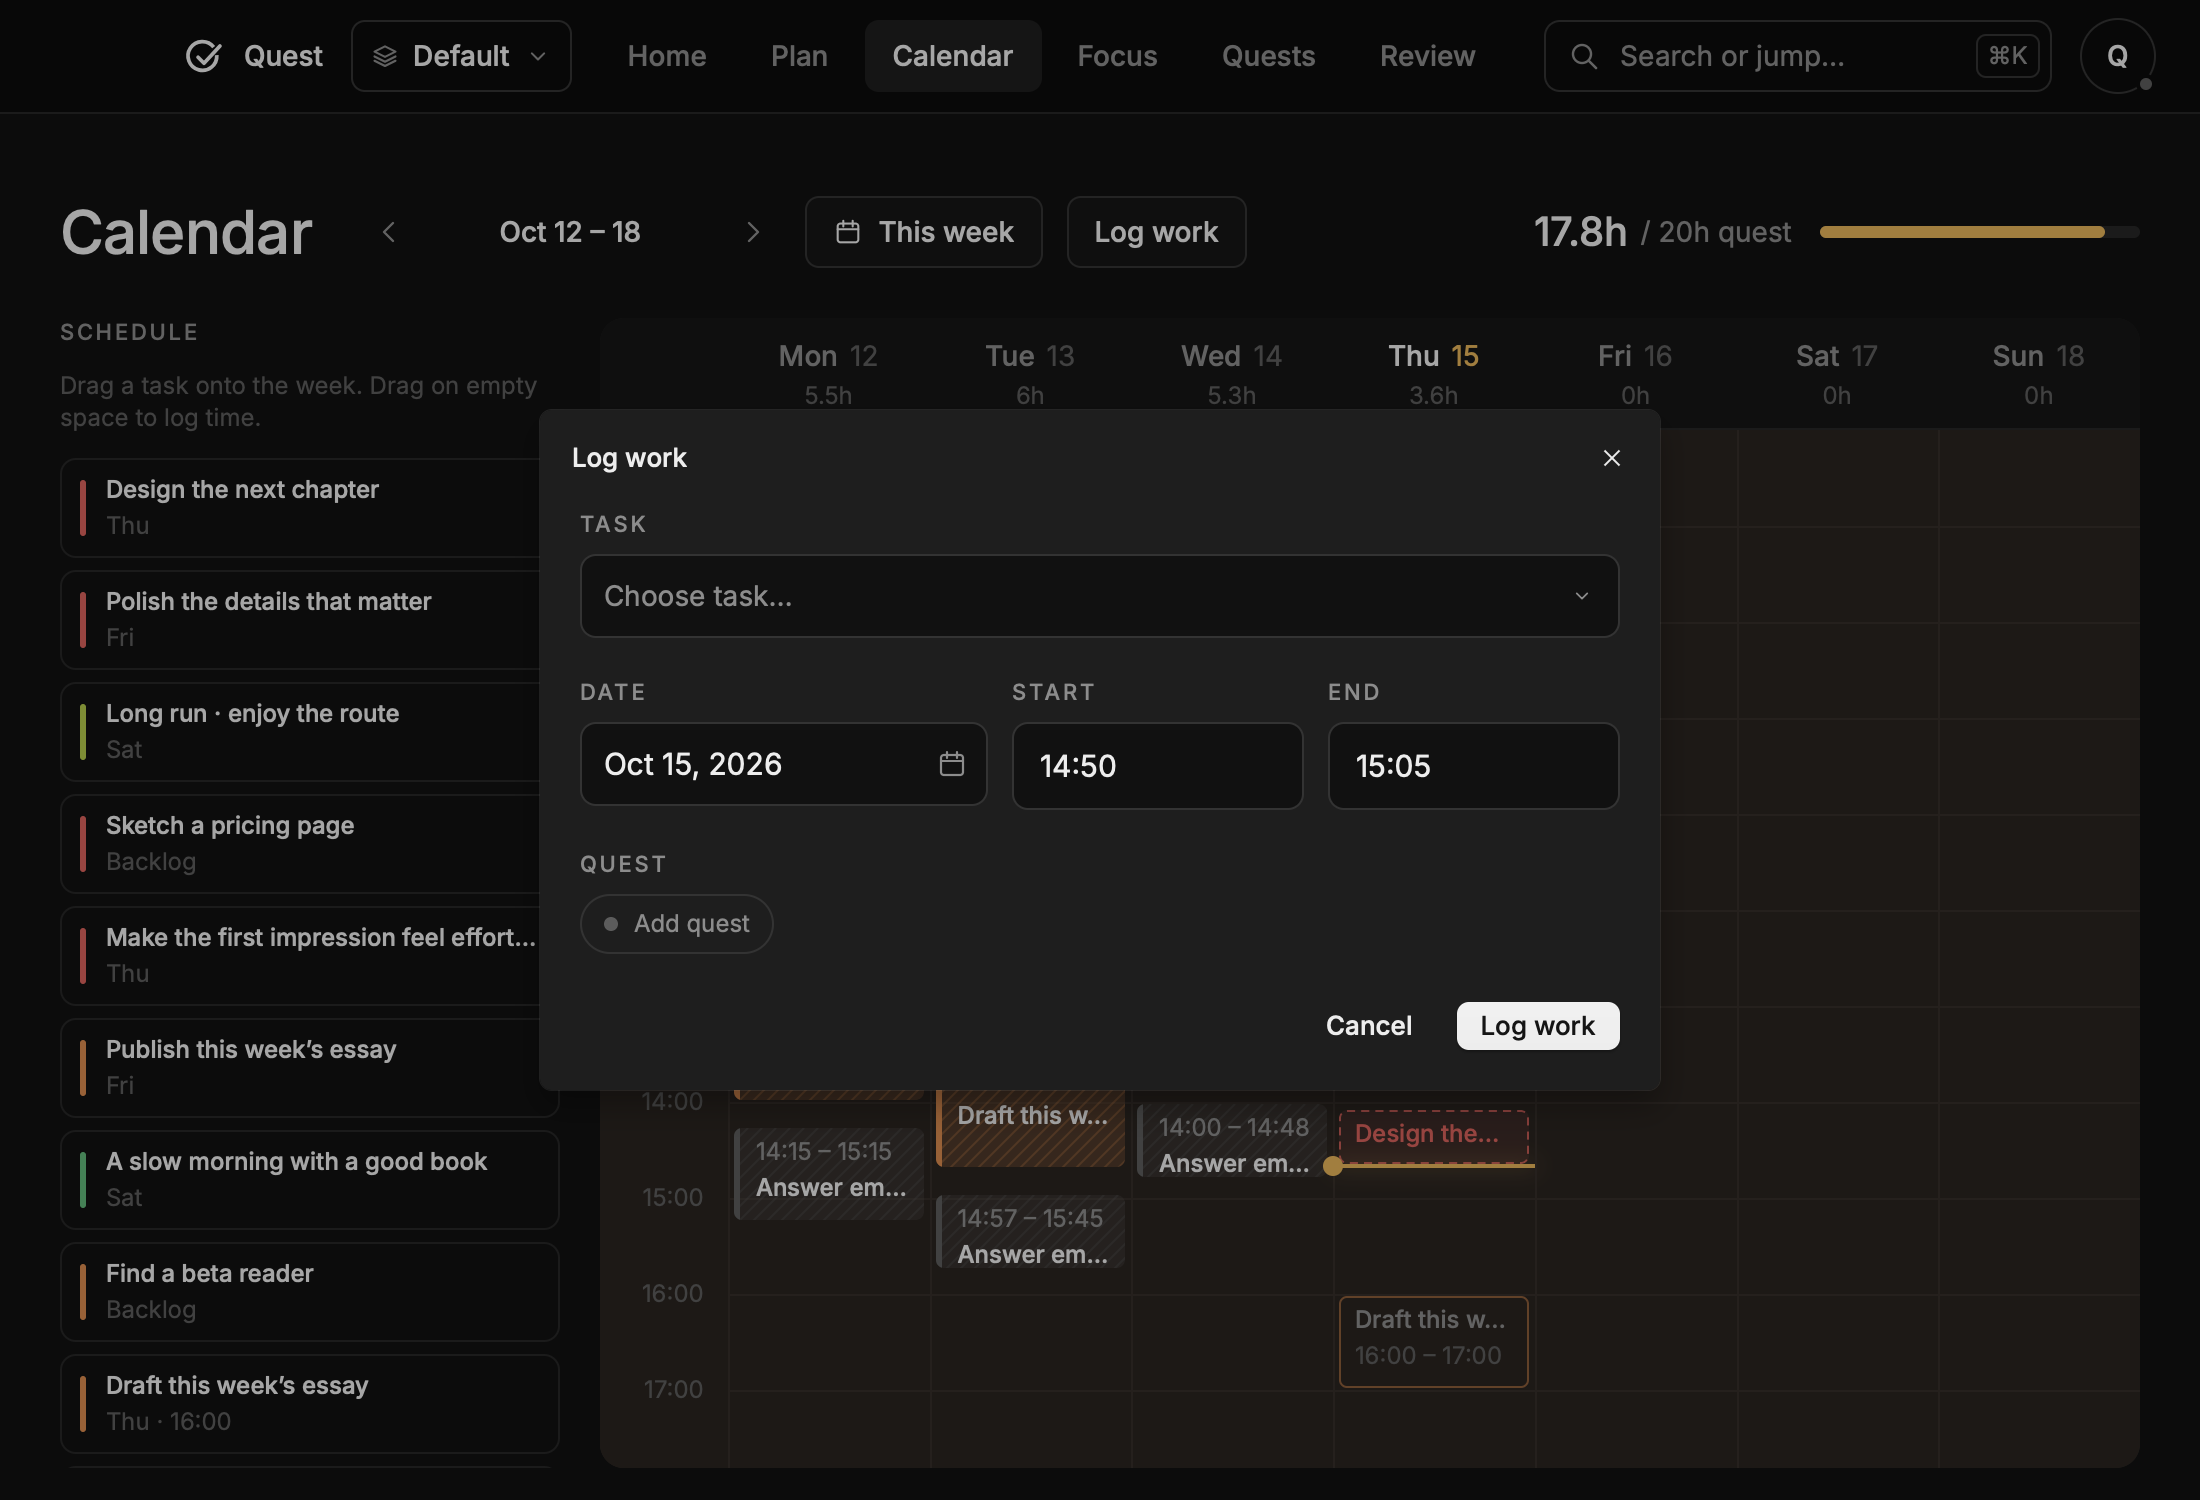 Quest
Default
Home
Plan
Calendar
Focus
Quests
Review
Search or jump...
⌘K
Q
Calendar
Oct 12 – 18
This week
Log work
17.8h / 20h quest
SCHEDULE
Drag a task onto the week. Drag on empty
space to log time.
Design the next chapter
Thu
Polish the details that matter
Fri
Long run · enjoy the route
Sat
Sketch a pricing page
Backlog
Make the first impression feel effort...
Thu
Publish this week’s essay
Fri
A slow morning with a good book
Sat
Find a beta reader
Backlog
Draft this week’s essay
Thu · 16:00
Mon 12
5.5h
Tue 13
6h
Wed 14
5.3h
Thu 15
3.6h
Fri 16
0h
Sat 17
0h
Sun 18
0h
Log work
TASK
Choose task...
DATE
START
END
Oct 15, 2026
14:50
15:05
QUEST
Add quest
Cancel
Log work
14:00
15:00
16:00
17:00
14:15 – 15:15
Answer em...
Draft this w...
14:57 – 15:45
Answer em...
14:00 – 14:48
Answer em...
Design the...
Draft this w...
16:00 – 17:00